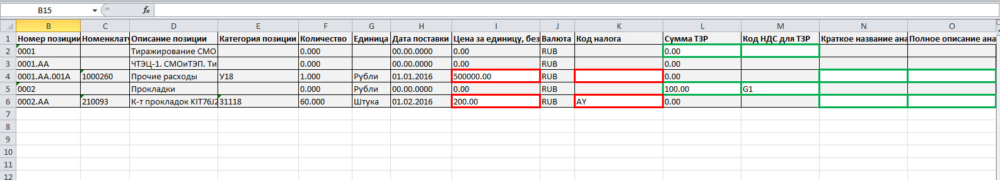 B15 fx
B C D E F G H I J K L M N O
1 Номер позиции Номенклату Описание позиции Категория позиции Количество Единица Дата поставки Цена за единицу, без Валюта Код налога Сумма ТЗР Код НДС для ТЗР Краткое название ана Полное описание ана
2 0001 Тиражирование СМО 0.000 00.00.0000 0.00 RUB 0.00
3 0001.AA ЧТЭЦ-1. СМОиТЭП. Ти 0.000 00.00.0000 0.00 RUB 0.00
4 0001.AA.001A 1000260 Прочие расходы У18 1.000 Рубли 01.01.2016 500000.00 RUB 0.00
5 0002 Прокладки 0.000 00.00.0000 0.00 RUB 100.00 G1
6 0002.AA 210093 К-т прокладок KIT76J2 31118 60.000 Штука 01.02.2016 200.00 RUB AY 0.00
7
8
9
10
11
12